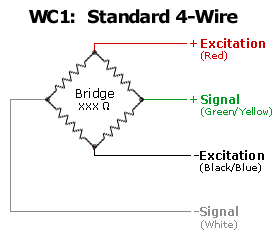 WC1: Standard 4-Wire
+ Excitation
(Red)
+ Signal
(Green/Yellow)
Bridge
xxx Ω
-Excitation
(Black/Blue)
-Signal
(White)